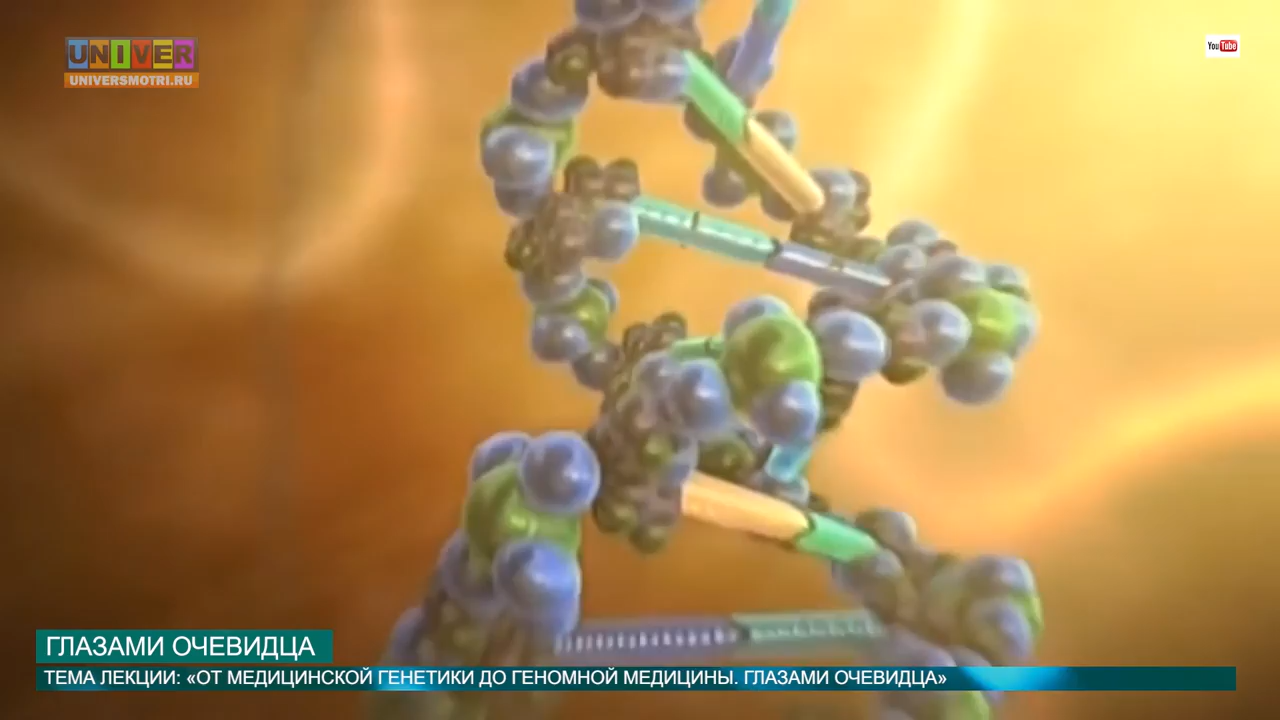 UNIVER
UNIVERSMOTRI.RU
YouTube
ГЛАЗАМИ ОЧЕВИДЦА
ТЕМА ЛЕКЦИИ: «ОТ МЕДИЦИНСКОЙ ГЕНЕТИКИ ДО ГЕНОМНОЙ МЕДИЦИНЫ. ГЛАЗАМИ ОЧЕВИДЦА»